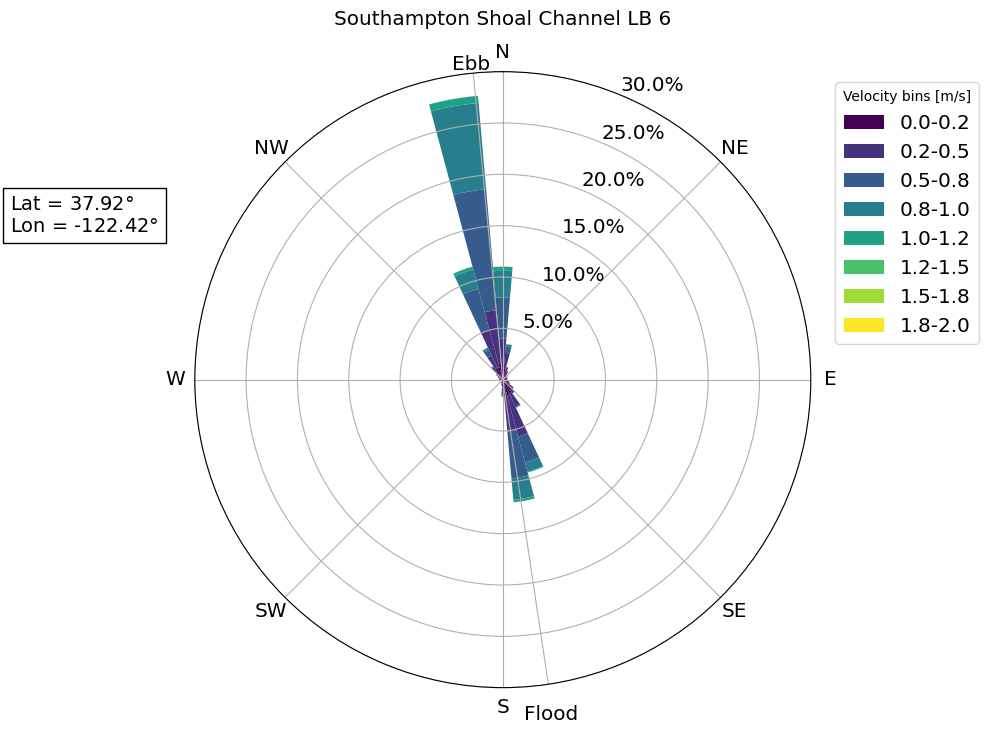 Southampton Shoal Channel LB 6
N
Ebb
30.0%
Velocity bins [m/s]
0.0-0.2
0.2-0.5
0.5-0.8
0.8-1.0
1.0-1.2
1.2-1.5
1.5-1.8
1.8-2.0
25.0%
NW
NE
20.0%
Lat = 37.92°
Lon = -122.42°
15.0%
10.0%
5.0%
W
E
SW
SE
S
Flood